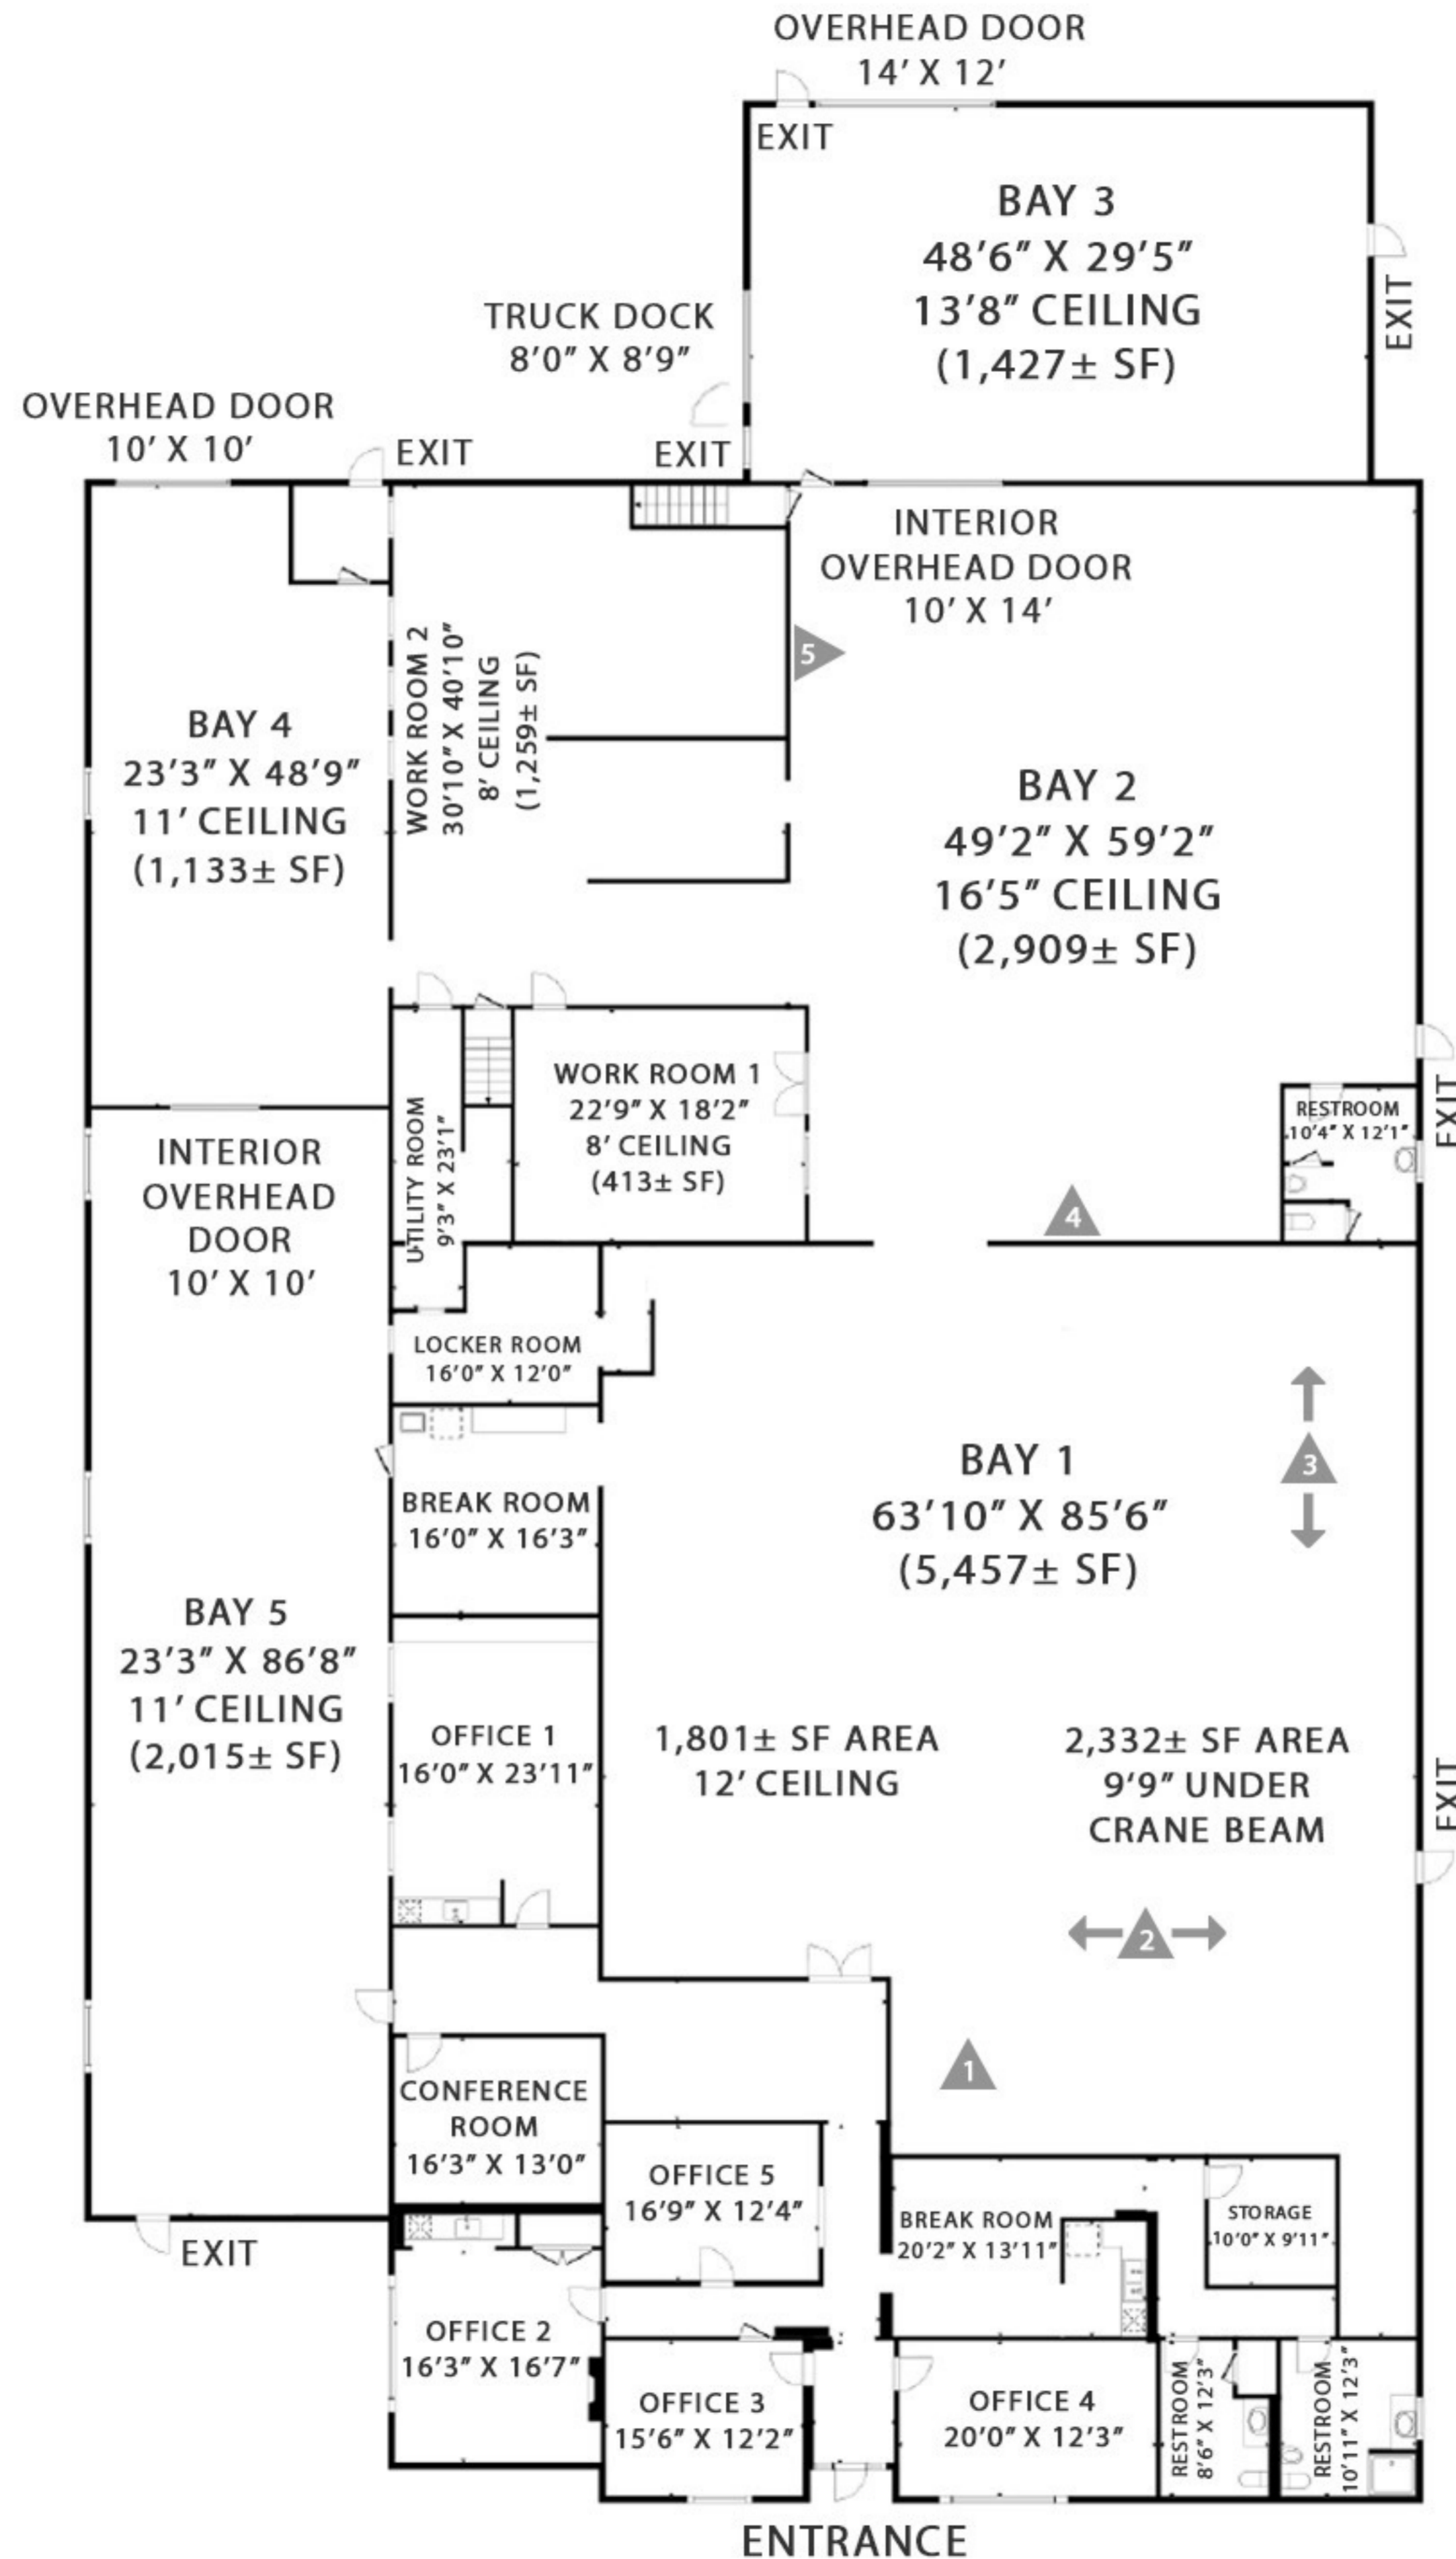 OVERHEAD DOOR
14' X 12'
EXIT
BAY 3
48'6" X 29'5"
13'8" CEILING
(1,427± SF)
EXIT
TRUCK DOCK
8'0" X 8'9"
EXIT
OVERHEAD DOOR
10' X 10'
EXIT
INTERIOR
OVERHEAD DOOR
10' X 14'
5
WORK ROOM 2
30'10" X 40'10"
8' CEILING
(1,259± SF)
BAY 4
23'3" X 48'9"
11' CEILING
(1,133± SF)
BAY 2
49'2" X 59'2"
16'5" CEILING
(2,909± SF)
EXIT
RESTROOM
10'4" X 12'1"
WORK ROOM 1
22'9" X 18'2"
8' CEILING
(413± SF)
UTILITY ROOM
9'3" X 23'1"
INTERIOR
OVERHEAD
DOOR
10' X 10'
4
LOCKER ROOM
16'0" X 12'0"
3
BREAK ROOM
16'0" X 16'3"
BAY 1
63'10" X 85'6"
(5,457± SF)
BAY 5
23'3" X 86'8"
11' CEILING
(2,015± SF)
OFFICE 1
16'0" X 23'11"
1,801± SF AREA
12' CEILING
2,332± SF AREA
9'9" UNDER
CRANE BEAM
EXIT
2
1
CONFERENCE
ROOM
16'3" X 13'0"
OFFICE 5
16'9" X 12'4"
BREAK ROOM
20'2" X 13'11"
STORAGE
10'0" X 9'11"
EXIT
OFFICE 2
16'3" X 16'7"
OFFICE 3
15'6" X 12'2"
OFFICE 4
20'0" X 12'3"
RESTROOM
8'6" X 12'3"
RESTROOM
10'11" X 12'3"
ENTRANCE